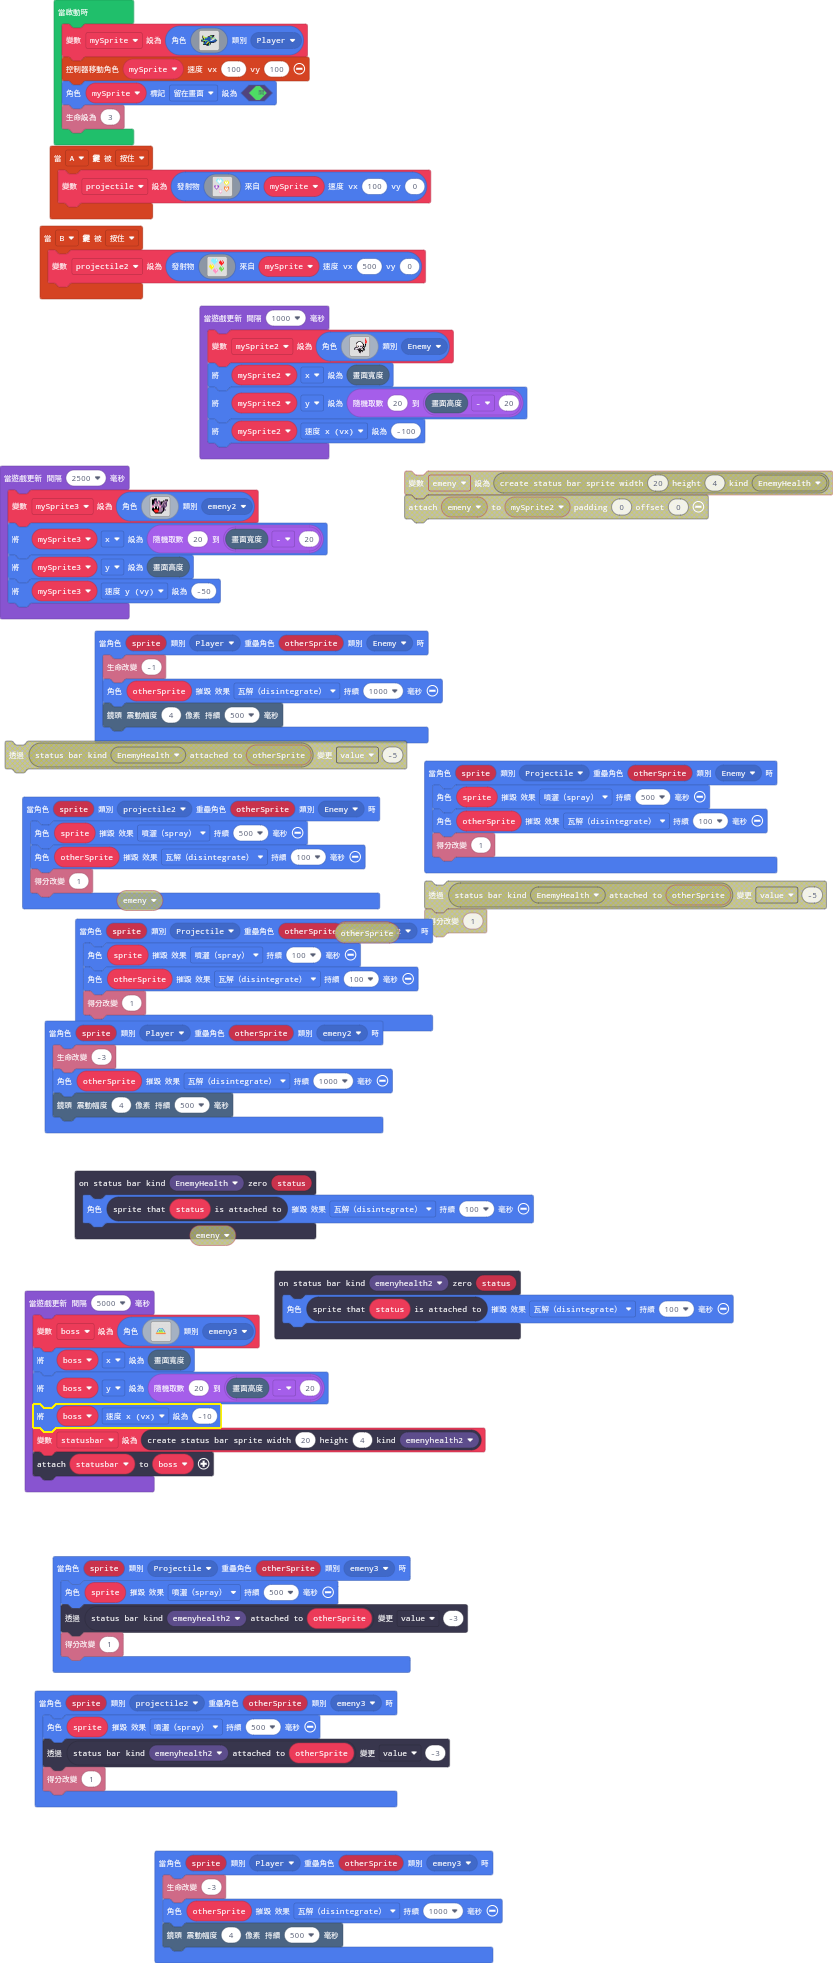 當啟動時
變數 mySprite 設為 角色 類別 Player
控制器移動角色 mySprite 速度 vx 100 vy 100
角色 mySprite 標記 留在畫面 設為
生命設為 3
當 A 鍵 被 按住
變數 projectile 設為 發射物 來自 mySprite 速度 vx 100 vy 0
當 B 鍵 被 按住
變數 projectile2 設為 發射物 來自 mySprite 速度 vx 500 vy 0
當遊戲更新 間隔 1000 毫秒
變數 mySprite2 設為 角色 類別 Enemy
將 mySprite2 x 設為 畫面寬度
將 mySprite2 y 設為 隨機取數 20 到 畫面高度 - 20
將 mySprite2 速度 x (vx) 設為 -100
當遊戲更新 間隔 2500 毫秒
變數 mySprite3 設為 角色 類別 emeny2
將 mySprite3 x 設為 隨機取數 20 到 畫面寬度 - 20
將 mySprite3 y 設為 畫面高度
將 mySprite3 速度 y (vy) 設為 -50
變數 emeny 設為 create status bar sprite width 20 height 4 kind EnemyHealth
attach emeny to mySprite2 padding 0 offset 0
當角色 sprite 類別 Player 重疊角色 otherSprite 類別 Enemy 時
生命改變 -1
角色 otherSprite 摧毀 效果 瓦解 (disintegrate) 持續 1000 毫秒
鏡頭 震動幅度 4 像素 持續 500 毫秒
透過 status bar kind EnemyHealth attached to otherSprite 變更 value -5
當角色 sprite 類別 Projectile 重疊角色 otherSprite 類別 Enemy 時
角色 sprite 摧毀 效果 噴灑 (spray) 持續 500 毫秒
角色 otherSprite 摧毀 效果 瓦解 (disintegrate) 持續 100 毫秒
得分改變 1
當角色 sprite 類別 projectile2 重疊角色 otherSprite 類別 Enemy 時
角色 sprite 摧毀 效果 噴灑 (spray) 持續 500 毫秒
角色 otherSprite 摧毀 效果 瓦解 (disintegrate) 持續 100 毫秒
得分改變 1
emeny
透過 status bar kind EnemyHealth attached to otherSprite 變更 value -5
得分改變 1
當角色 sprite 類別 Projectile 重疊角色 otherSprite 時
otherSprite
角色 sprite 摧毀 效果 噴灑 (spray) 持續 100 毫秒
角色 otherSprite 摧毀 效果 瓦解 (disintegrate) 持續 100 毫秒
得分改變 1
當角色 sprite 類別 Player 重疊角色 otherSprite 類別 emeny2 時
生命改變 -3
角色 otherSprite 摧毀 效果 瓦解 (disintegrate) 持續 1000 毫秒
鏡頭 震動幅度 4 像素 持續 500 毫秒
on status bar kind EnemyHealth zero status
角色 sprite that status is attached to 摧毀 效果 瓦解 (disintegrate) 持續 100 毫秒
emeny
on status bar kind emenyhealth2 zero status
角色 sprite that status is attached to 摧毀 效果 瓦解 (disintegrate) 持續 100 毫秒
當遊戲更新 間隔 5000 毫秒
變數 boss 設為 角色 類別 emeny3
將 boss x 設為 畫面寬度
將 boss y 設為 隨機取數 20 到 畫面高度 - 20
將 boss 速度 x (vx) 設為 -10
變數 statusbar 設為 create status bar sprite width 20 height 4 kind emenyhealth2
attach statusbar to boss
當角色 sprite 類別 Projectile 重疊角色 otherSprite 類別 emeny3 時
角色 sprite 摧毀 效果 噴灑 (spray) 持續 500 毫秒
透過 status bar kind emenyhealth2 attached to otherSprite 變更 value -3
得分改變 1
當角色 sprite 類別 projectile2 重疊角色 otherSprite 類別 emeny3 時
角色 sprite 摧毀 效果 噴灑 (spray) 持續 500 毫秒
透過 status bar kind emenyhealth2 attached to otherSprite 變更 value -3
得分改變 1
當角色 sprite 類別 Player 重疊角色 otherSprite 類別 emeny3 時
生命改變 -3
角色 otherSprite 摧毀 效果 瓦解 (disintegrate) 持續 1000 毫秒
鏡頭 震動幅度 4 像素 持續 500 毫秒